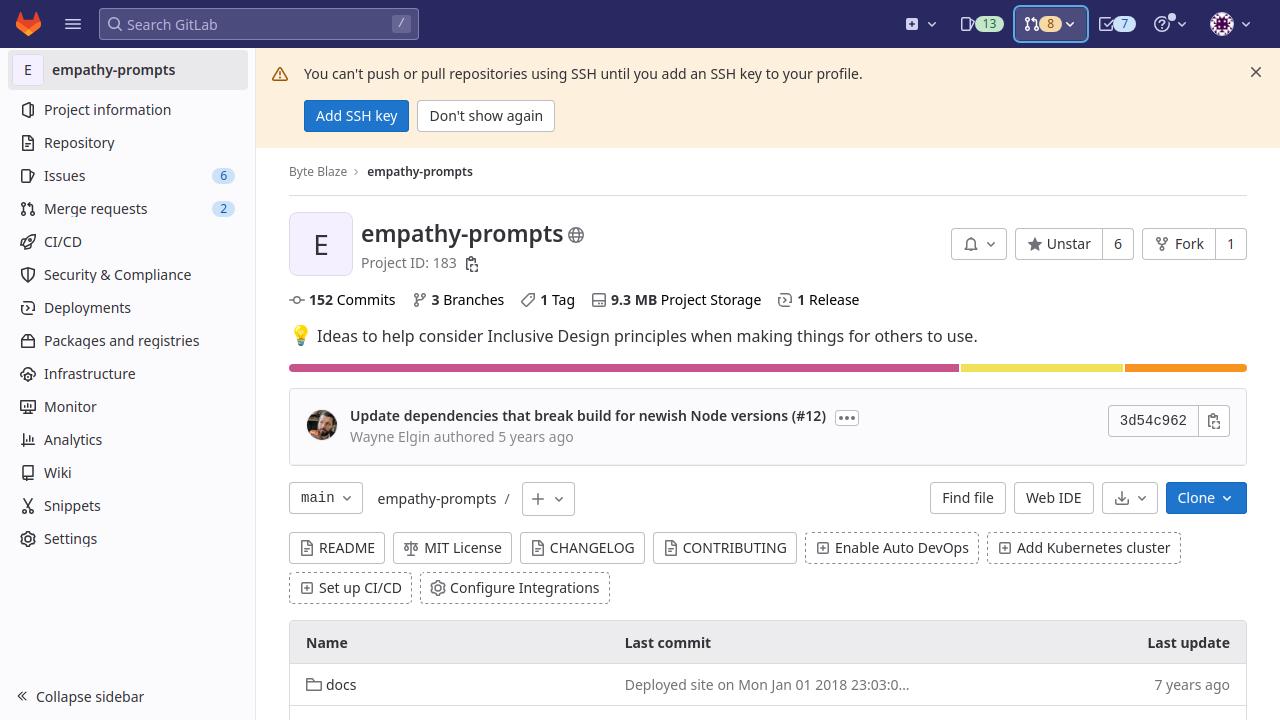 Search GitLab
/
13
8
7
E
empathy-prompts
Project information
Repository
Issues
6
Merge requests
2
CI/CD
Security & Compliance
Deployments
Packages and registries
Infrastructure
Monitor
Analytics
Wiki
Snippets
Settings
Collapse sidebar
You can't push or pull repositories using SSH until you add an SSH key to your profile.
Add SSH key
Don't show again
Byte Blaze
empathy-prompts
E
empathy-prompts
Project ID: 183
Unstar
6
Fork
1
152 Commits
3 Branches
1 Tag
9.3 MB Project Storage
1 Release
💡 Ideas to help consider Inclusive Design principles when making things for others to use.
Update dependencies that break build for newish Node versions (#12)
Wayne Elgin authored 5 years ago
3d54c962
main
empathy-prompts /
Find file
Web IDE
Clone
README
MIT License
CHANGELOG
CONTRIBUTING
Enable Auto DevOps
Add Kubernetes cluster
Set up CI/CD
Configure Integrations
Name
Last commit
Last update
docs
Deployed site on Mon Jan 01 2018 23:03:0...
7 years ago